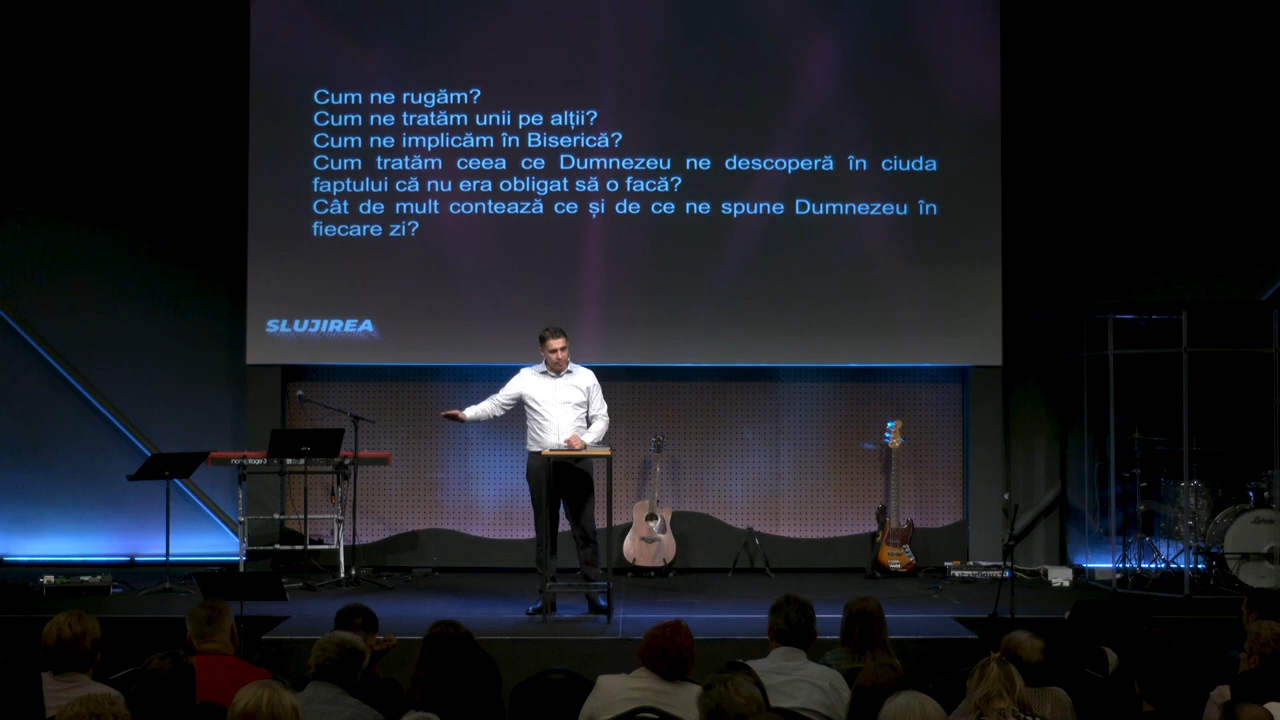 Cum ne rugăm?
Cum ne tratăm unii pe alții?
Cum ne implicăm în Biserică?
Cum tratăm ceea ce Dumnezeu ne descoperă în ciuda
faptului că nu era obligat să o facă?
Cât de mult contează ce și de ce ne spune Dumnezeu în
fiecare zi?
SLUJIREA